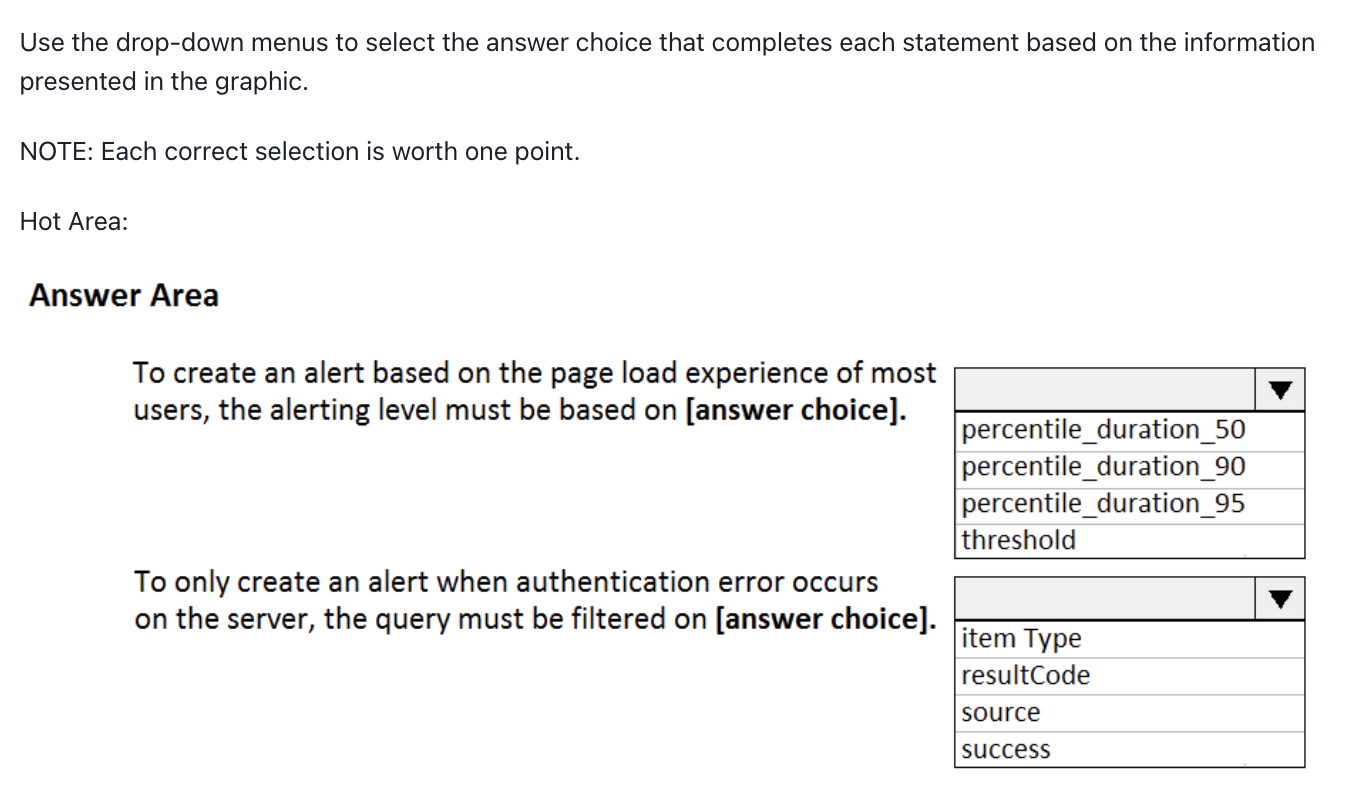 Use the drop-down menus to select the answer choice that completes each statement based on the information
presented in the graphic.
NOTE: Each correct selection is worth one point.
Hot Area:
Answer Area
To create an alert based on the page load experience of most
users, the alerting level must be based on [answer choice].
percentile_duration_50
percentile_duration_90
percentile_duration_95
threshold
To only create an alert when authentication error occurs
on the server, the query must be filtered on [answer choice].
item Type
resultCode
source
success